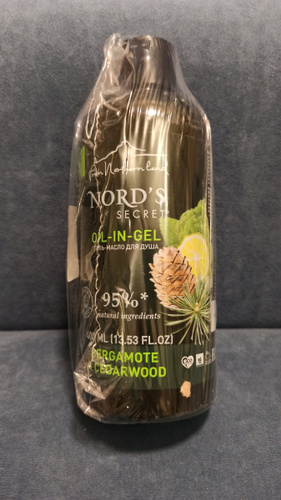 NORD'S
SECRET
OIL-IN-GEL
ГЕЛЬ-МАСЛО ДЛЯ ДУША
95%*
natural ingredients
400 ML (13.53 FL.OZ)
BERGAMOTE
CEDARWOOD